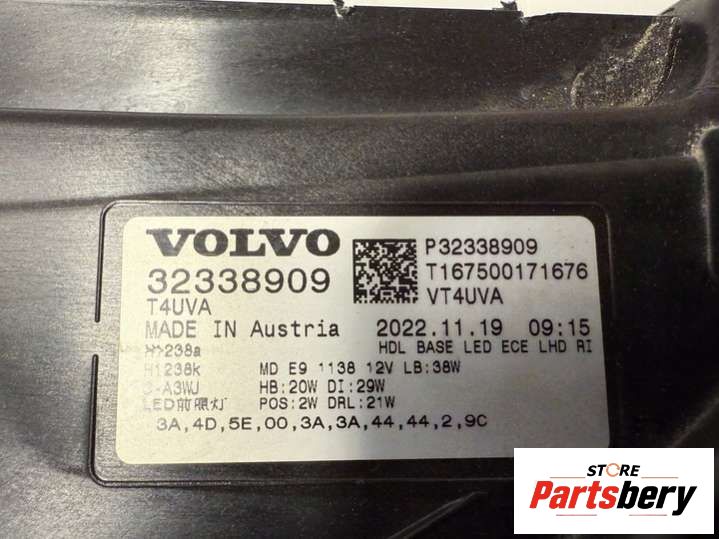 VOLVO
32338909
T4UVA
P32338909
T167500171676
VT4UVA
MADE IN Austria 2022.11.19 09:15
HDL BASE LED ECE LHD RI
MD E9 1138 12V LB:38W
HB:20W DI:29W
LED前照灯 POS:2W DRL:21W
3A,4D,5E,00,3A,3A,44,44,2,9C
STORE
Partsbery